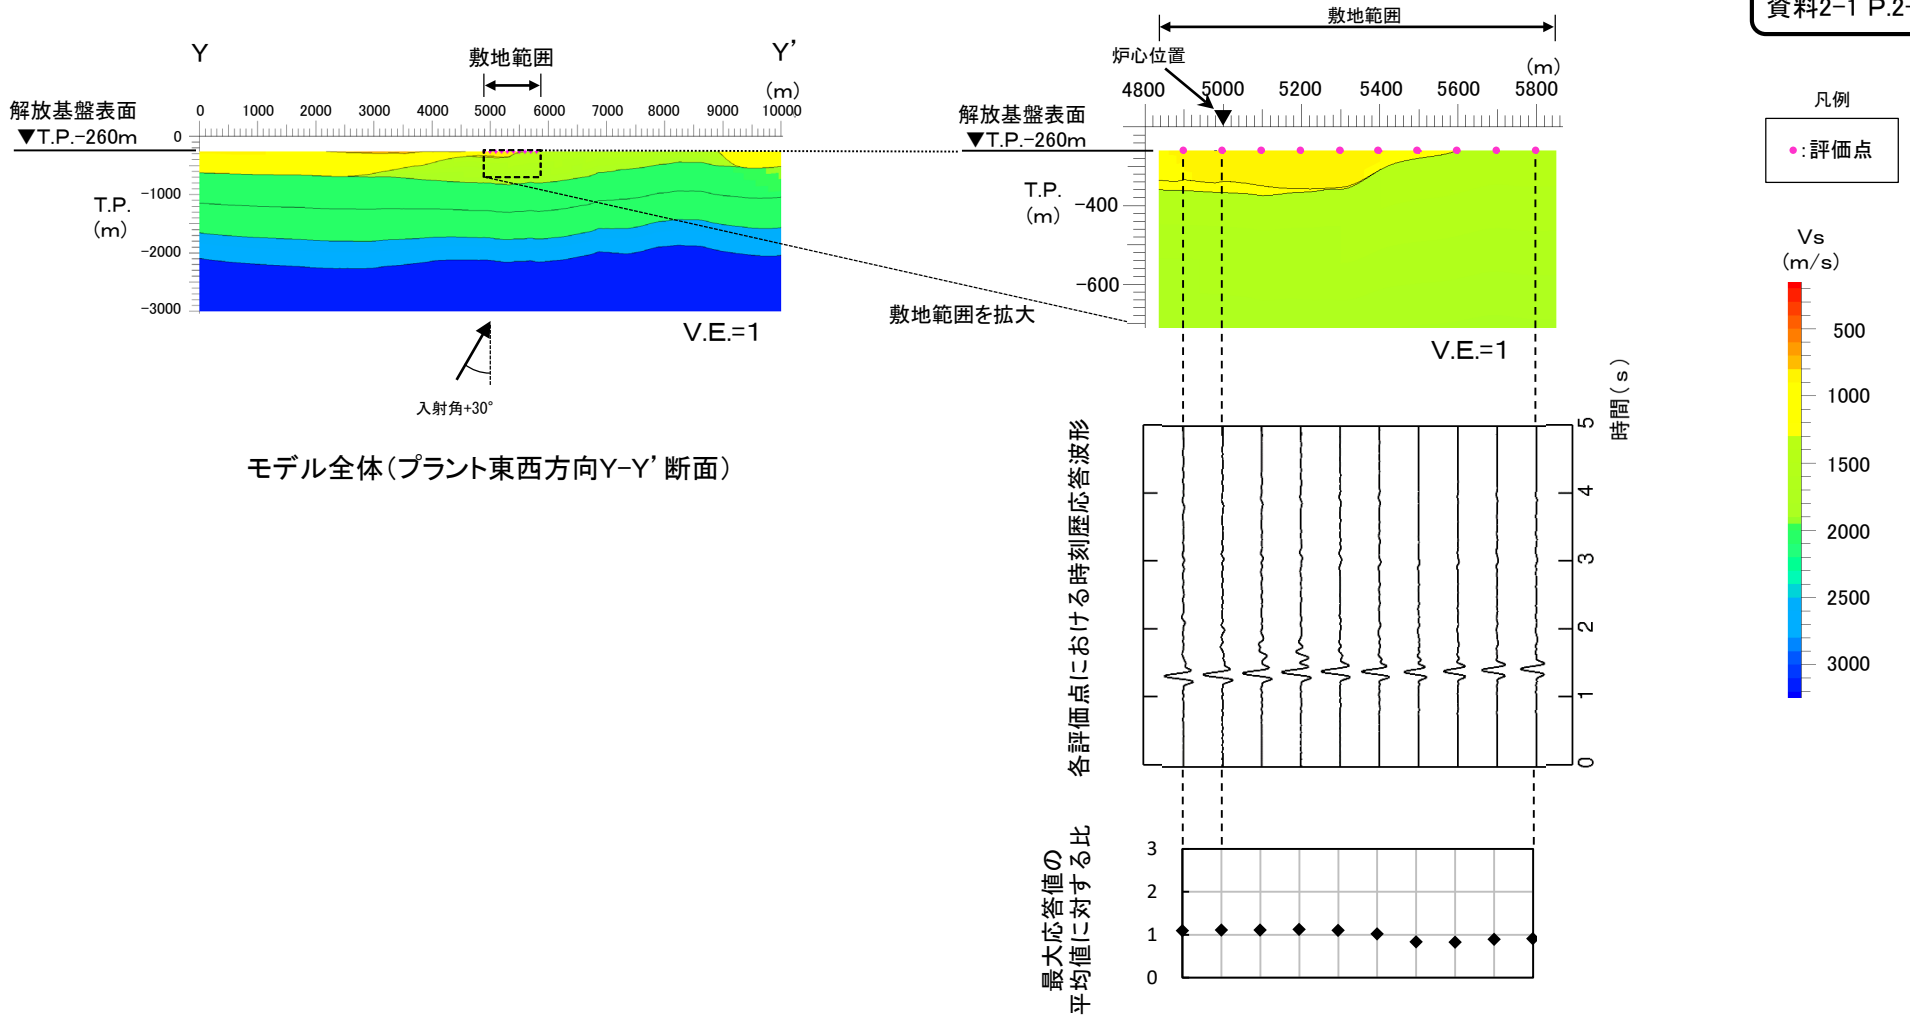 資料2-1 P.2-
Y
Y’
敷地範囲
(m)
解放基盤表面
▼T.P.-260m
0 1000 2000 3000 4000 5000 6000 7000 8000 9000 10000
0
-1000
-2000
-3000
T.P.
(m)
V.E.=1
入射角+30°
モデル全体(プラント東西方向Y-Y’断面)
敷地範囲を拡大
敷地範囲
炉心位置
(m)
4800 5000 5200 5400 5600 5800
解放基盤表面
▼T.P.-260m
T.P.
(m)
-400
-600
V.E.=1
凡例
●:評価点
Vs
(m/s)
500
1000
1500
2000
2500
3000
各評価点における時刻歴応答波形
時間(s)
5
4
3
2
1
0
最大応答値の
平均値に対する比
3
2
1
0